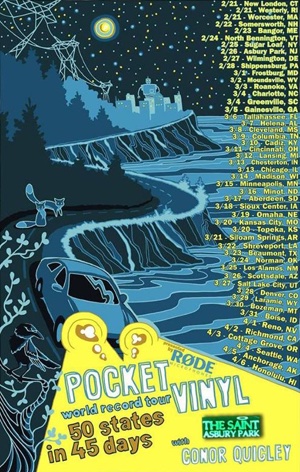 2/21 - New London, CT
2/21 - Westerly, RI
2/21 - Worcester, MA
2/22 - Somersworth, NH
2/23 - Bangor, ME
2/24 - North Bennington, VT
2/25 - Sugar Loaf, NY
2/26 - Asbury Park, NJ
2/27 - Wilmington, DE
2/28 - Shippensburg, PA
3/1 - Frostburg, MD
3/2 - Moundsville, WV
3/3 - Roanoke, VA
3/4 - Charlotte, NC
3/4 - Greenville, SC
3/5 - Gainesville, GA
3/6 - Tallahassee, FL
3/7 - Helena, AL
3/8 - Cleveland, MS
3/9 - Columbia, TN
3/10 - Cadiz, KY
3/11 - Cincinnati, OH
3/12 - Lansing, MI
3/13 - Chesterton, IN
3/13 - Chicago, IL
3/14 - Madison, WI
3/15 - Minneapolis, MN
3/16 - Minot, ND
3/17 - Aberdeen, SD
3/18 - Sioux Center, IA
3/19 - Omaha, NE
3/20 - Kansas City, MO
3/20 - Topeka, KS
3/21 - Siloam Springs, AR
3/22 - Shreveport, LA
3/23 - Beaumont, TX
3/24 - Norman, OK
3/25 - Los Alamos, NM
3/26 - Scottsdale, AZ
3/27 - Salt Lake City, UT
3/28 - Denver, CO
3/29 - Laramie, WY
3/30 - Bozeman, MT
3/31 - Boise, ID
4/1 - Reno, NV
4/2 - Richmond, CA
4/3 - Cottage Grove, OR
4/4 - Seattle, WA
4/5 - Anchorage, AK
4/6 - Honolulu, HI
RØDE
POCKET
VINYL
world record tour
50 states
in 45 days
THE SAINT
ASBURY PARK
with
CONOR QUIGLEY